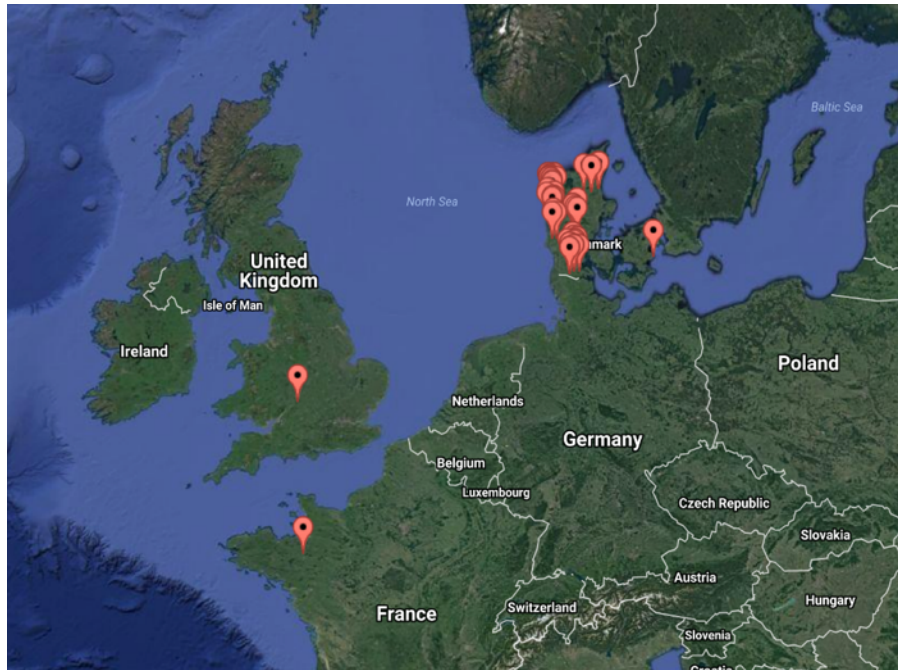 Baltic Sea
North Sea
nmark
United
Kingdom
Isle of Man
Ireland
Poland
Netherlands
Germany
Belgium
Luxembourg
Czech Republic
Slovakia
Austria
Hungary
France
Switzerland
Slovenia